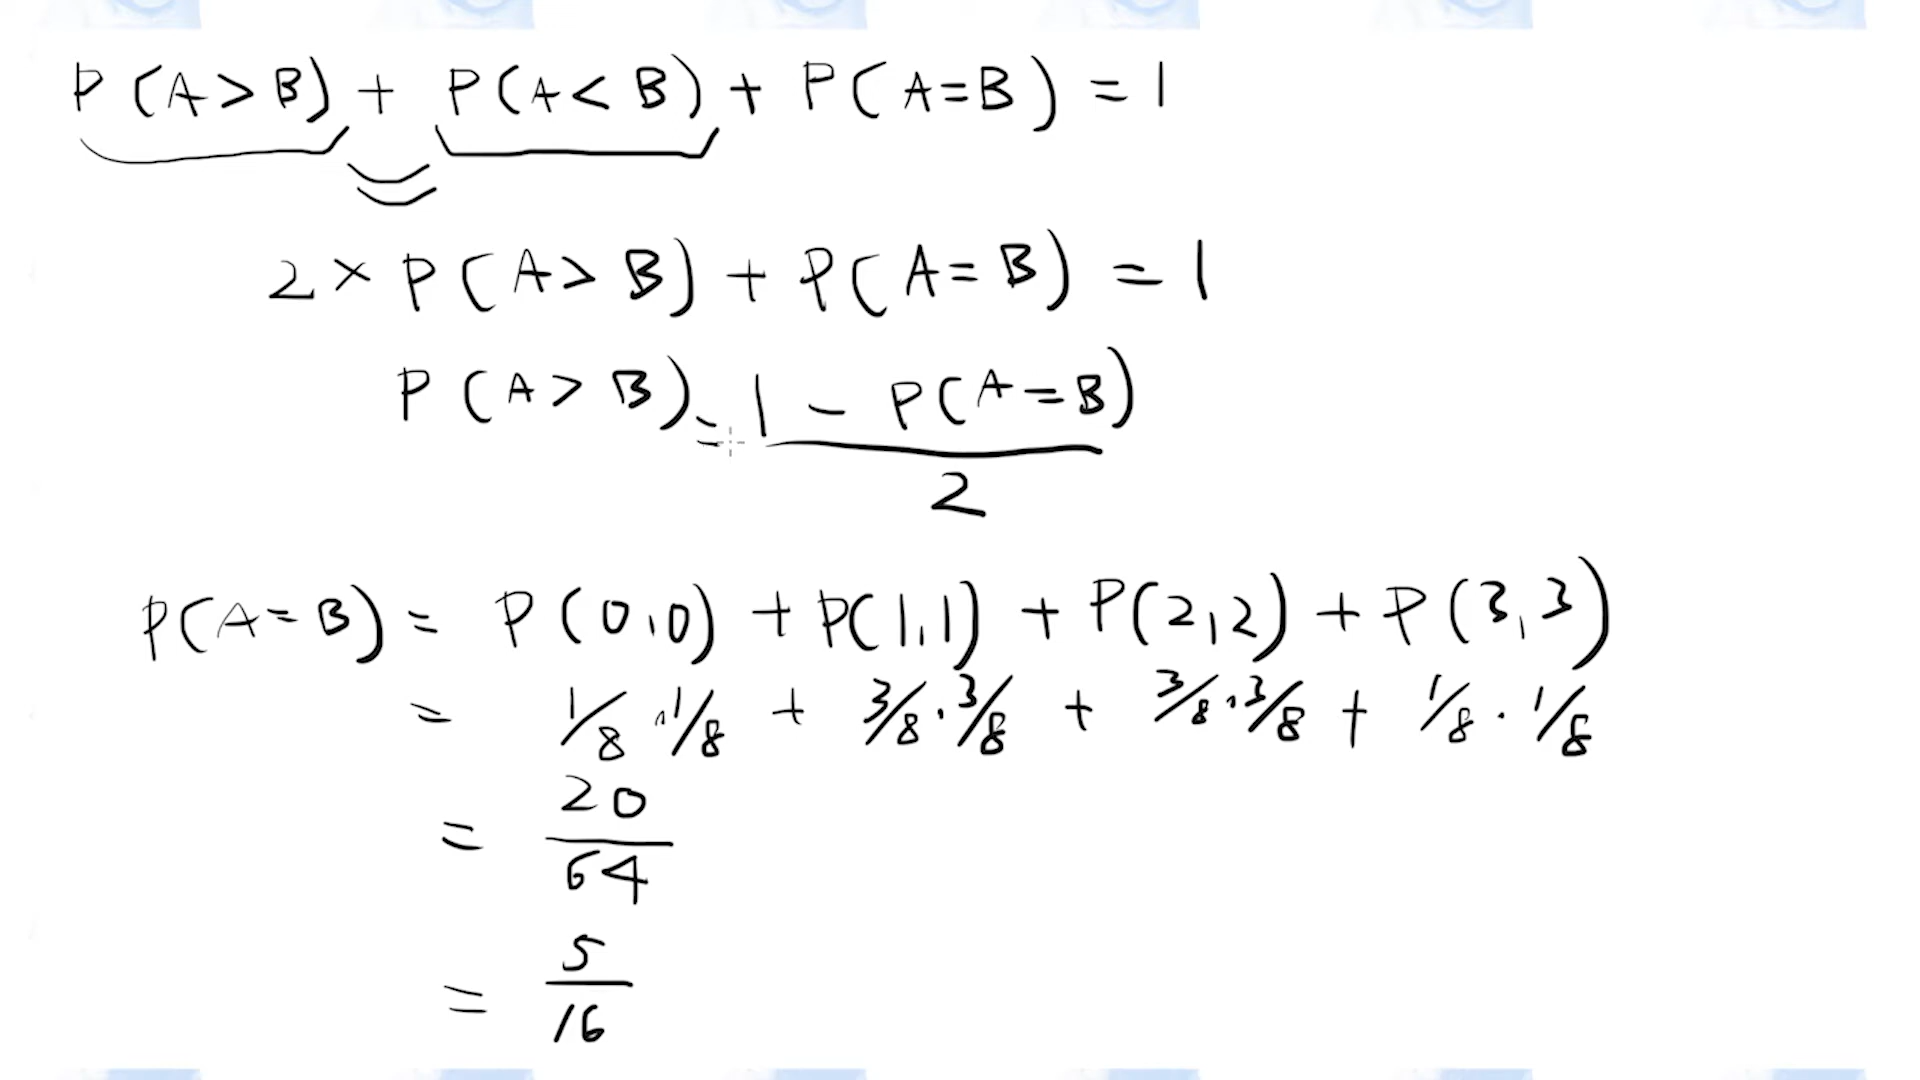 P(A>B) + P(A<B) + P(A=B) = 1
=
2 × P(A>B) + P(A=B) = 1
P(A>B) = 1 - P(A=B)
2
P(A=B) = P(0,0) + P(1,1) + P(2,2) + P(3,3)
= 1/8 · 1/8 + 3/8 · 3/8 + 3/8 · 3/8 + 1/8 · 1/8
= 20
64
= 5
16